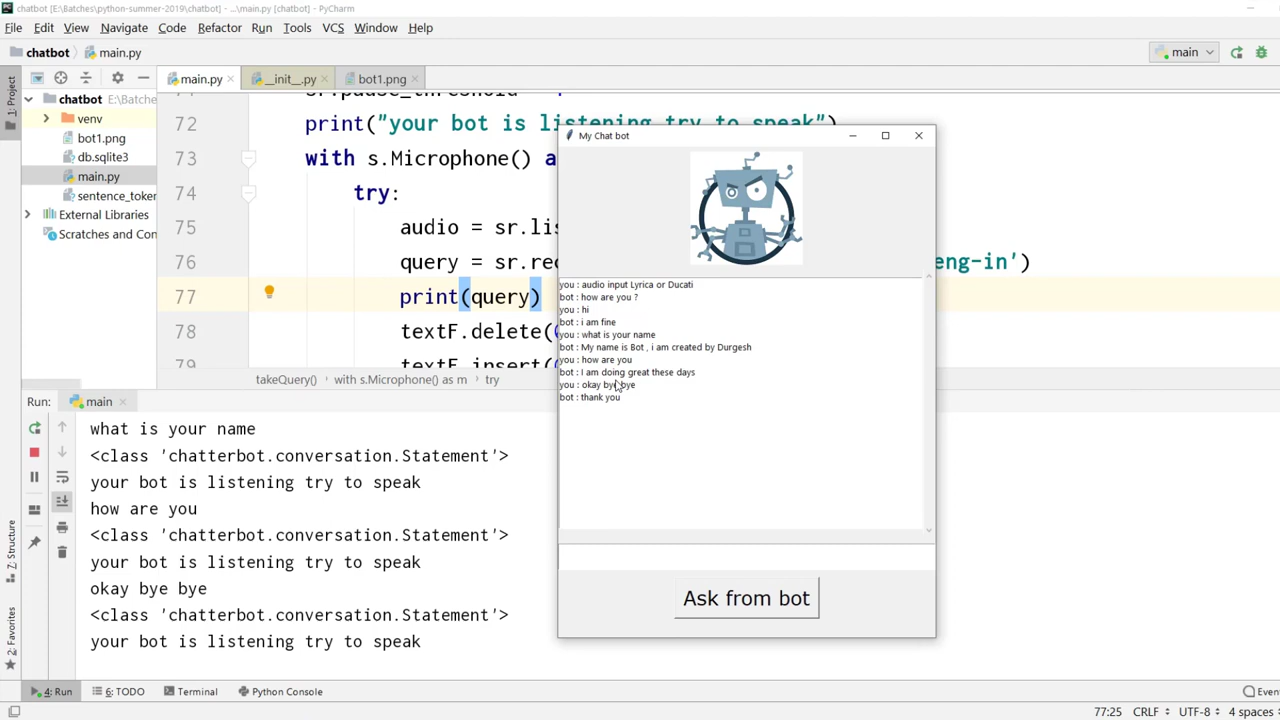 chatbot [E:\Batches\python-summer-2019\chatbot] - ...\main.py [chatbot] - PyCharm
File Edit View Navigate Code Refactor Run Tools VCS Window Help
chatbot main.py main
1: Project
main.py __init__.py bot1.png
chatbot E:\Batche
venv
bot1.png
db.sqlite3
main.py
sentence_toker
External Libraries
Scratches and Con
72 print("your bot is listening try to speak")
73 with s.Microphone() a
74 try:
75 audio = sr.lis
76 query = sr.rec eng-in')
77 print(query)
78 textF.delete(
79 textF.insert(
takeQuery() with s.Microphone() as m try
My Chat bot
you : audio input Lyrica or Ducati
bot : how are you ?
you : hi
bot : i am fine
you : what is your name
bot : My name is Bot , i am created by Durgesh
you : how are you
bot : I am doing great these days
you : okay bye bye
bot : thank you
Ask from bot
Run: main
what is your name
<class 'chatterbot.conversation.Statement'>
your bot is listening try to speak
how are you
<class 'chatterbot.conversation.Statement'>
your bot is listening try to speak
okay bye bye
<class 'chatterbot.conversation.Statement'>
your bot is listening try to speak
Z: Structure
2: Favorites
4: Run 6: TODO Terminal Python Console Even
77:25 CRLF UTF-8 4 spaces